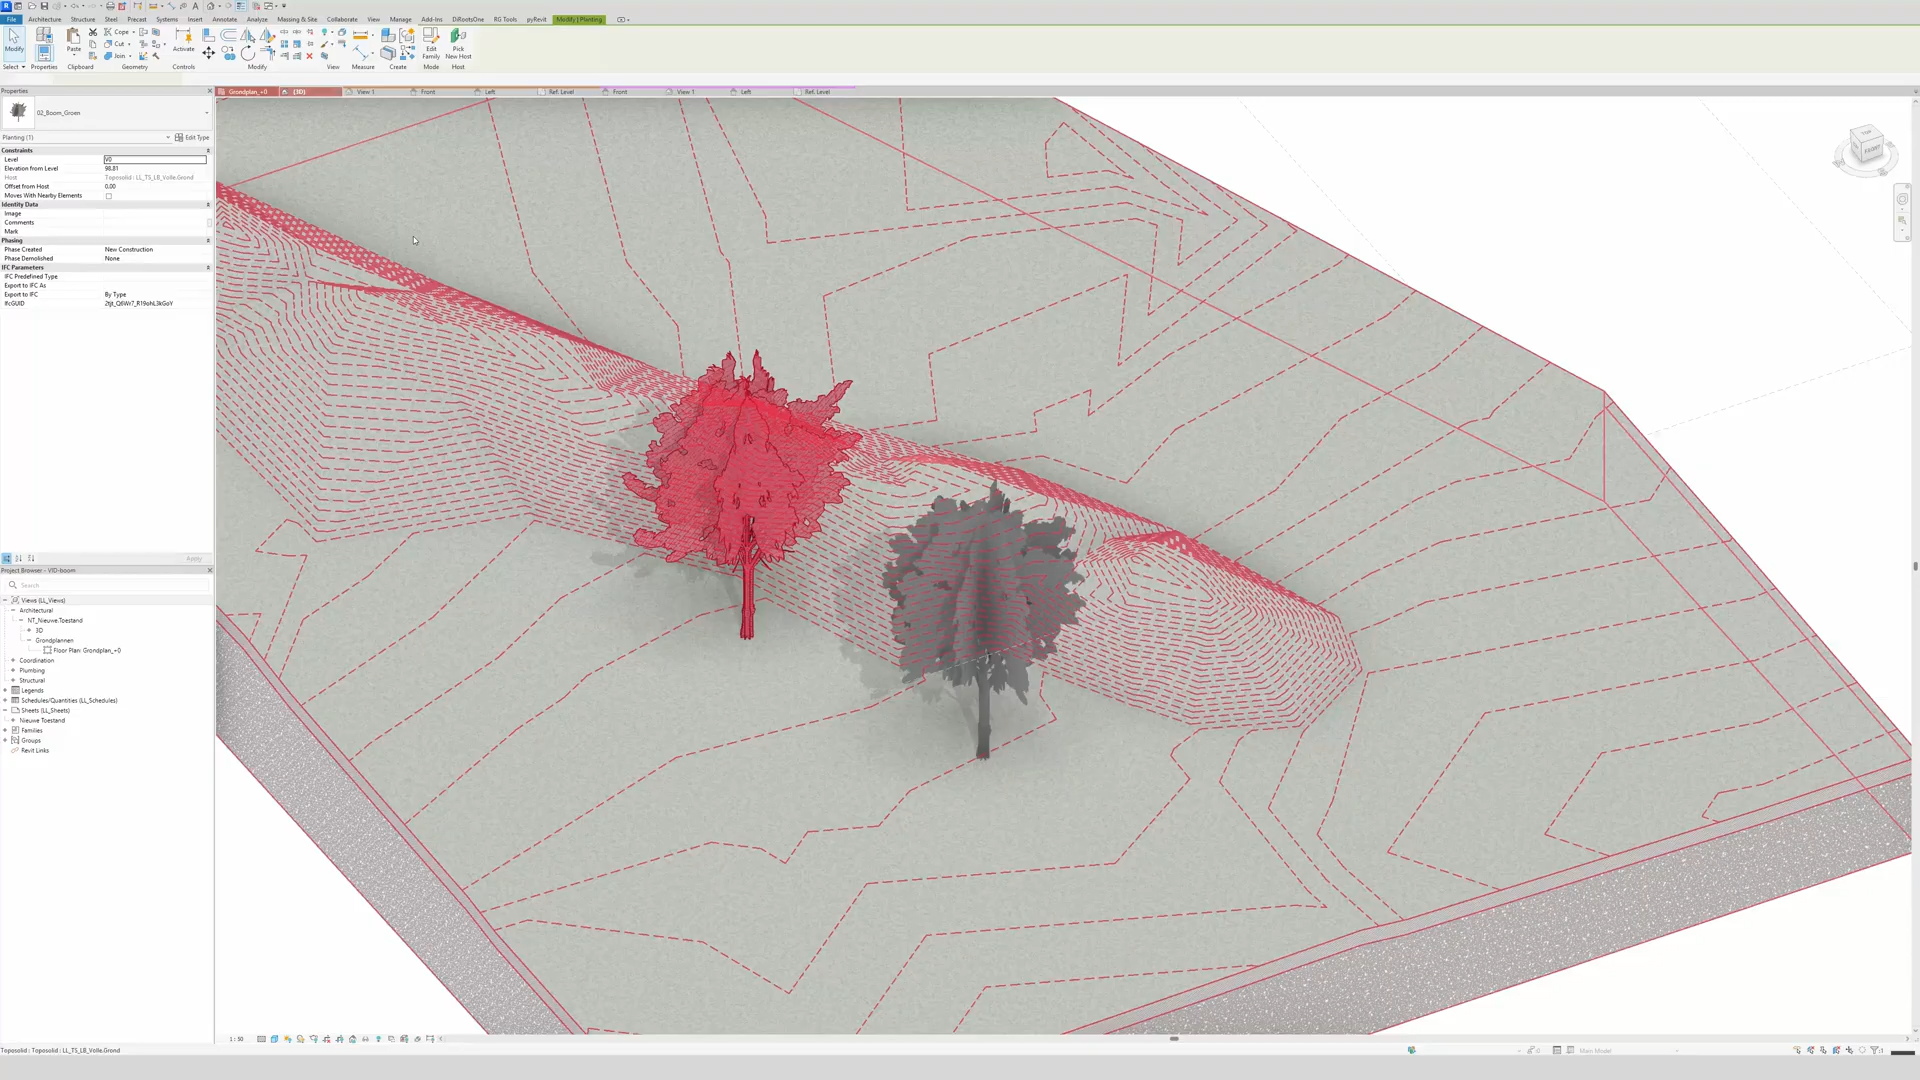 File Architecture Structure Steel Precast Systems Insert Annotate Analyze Massing & Site Collaborate View Manage Add-Ins DiRootsOne RG Tools pyRevit Modify | Planting
Modify
Paste
Cope
Cut
Join
Activate
Edit Family
Pick New Host
Select Properties Clipboard Geometry Controls Modify View Measure Create Mode Host
Properties
02_Boom_Groen
Planting (1) Edit Type
Constraints
Level V0
Elevation from Level 98.81
Host Toposolid : LL_TS_LB_Volle.Grond
Offset from Host 0.00
Moves With Nearby Elements
Identity Data
Image
Comments
Mark
Phasing
Phase Created New Construction
Phase Demolished None
IFC Parameters
IFC Predefined Type
Export to IFC As
Export to IFC By Type
IfcGUID
Apply
Project Browser - VID-boom
Search
Views (LL_Views)
Architectural
NT_Nieuwe.Toestand
3D
Grondplannen
Floor Plan: Grondplan_+0
Coordination
Plumbing
Structural
Legends
Schedules/Quantities (LL_Schedules)
Sheets (LL_Sheets)
Nieuwe Toestand
Families
Groups
Revit Links
Grondplan_+0 {3D} View 1 Front Left Ref. Level Front View 1 Left Ref. Level
TOP
FRONT
1 : 50
Toposolid : Toposolid : LL_TS_LB_Volle.Grond
Main Model